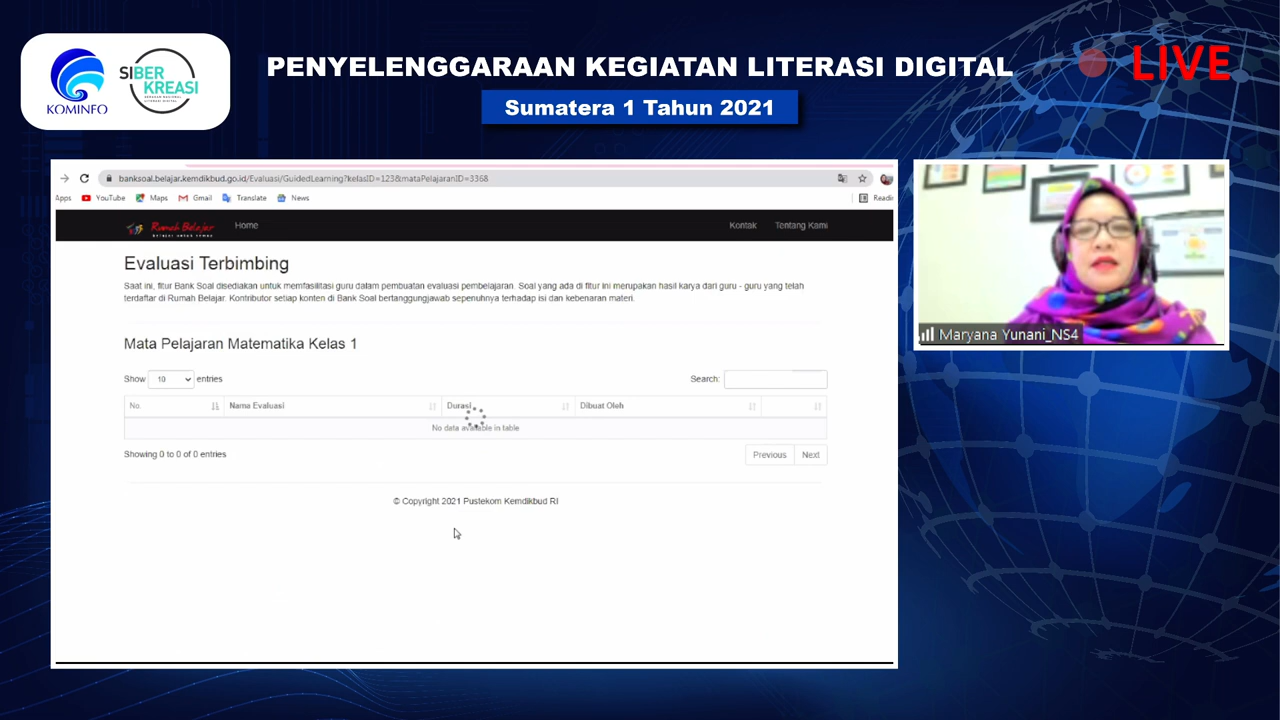 KOMINFO
SIBER
KREASI
PENYELENGGARAAN KEGIATAN LITERASI DIGITAL
Sumatera 1 Tahun 2021
LIVE
banksoal.belajar.kemdikbud.go.id/Evaluasi/GuidedLearning?kelasID=123&mataPelajaranID=3368
Apps YouTube Maps Gmail Translate News Readi
Rumah Belajar Home Kontak Tentang Kami
Evaluasi Terbimbing
Saat ini, fitur Bank Soal disediakan untuk memfasilitasi guru dalam pembuatan evaluasi pembelajaran. Soal yang ada di fitur ini merupakan hasil karya dari guru - guru yang telah
terdaftar di Rumah Belajar. Kontributor setiap konten di Bank Soal bertanggungjawab sepenuhnya terhadap isi dan kebenaran materi.
Mata Pelajaran Matematika Kelas 1
Show 10 entries Search:
No. Nama Evaluasi Durasi Dibuat Oleh
No data available in table
Showing 0 to 0 of 0 entries Previous Next
© Copyright 2021 Pustekom Kemdikbud RI
Maryana Yunani_NS4